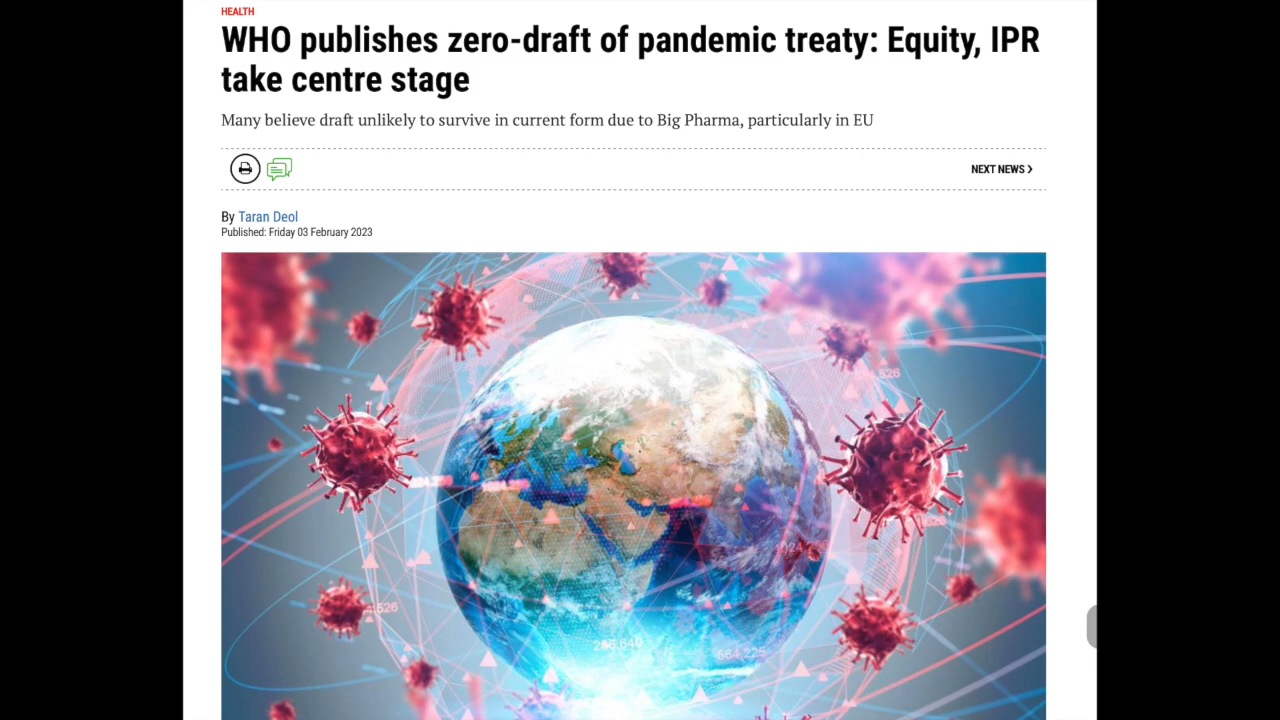 HEALTH
WHO publishes zero-draft of pandemic treaty: Equity, IPR
take centre stage
Many believe draft unlikely to survive in current form due to Big Pharma, particularly in EU
NEXT NEWS ❯
By Taran Deol
Published: Friday 03 February 2023
564,225